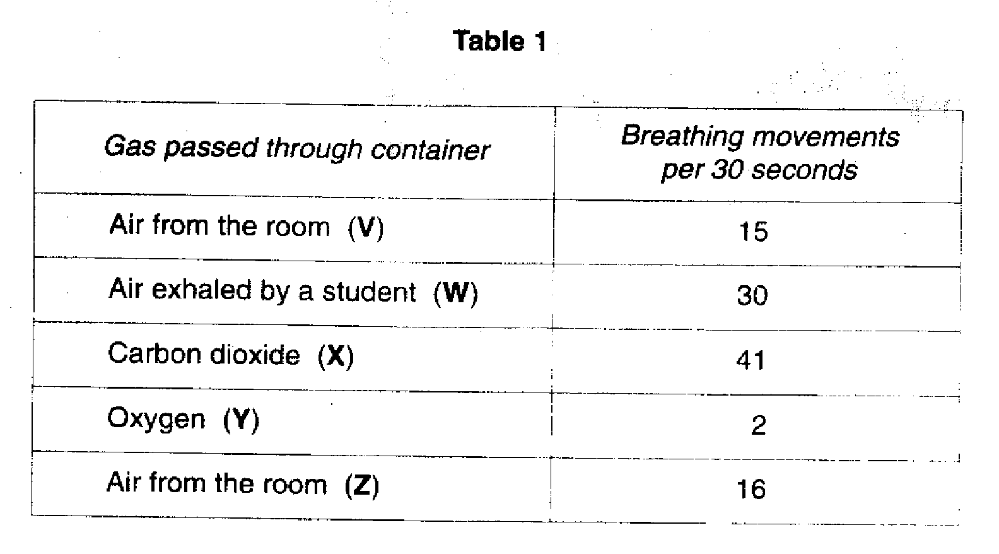 Table 1
Gas passed through container
Breathing movements
per 30 seconds
Air from the room (V)
15
Air exhaled by a student (W)
30
Carbon dioxide (X)
41
Oxygen (Y)
2
Air from the room (Z)
16